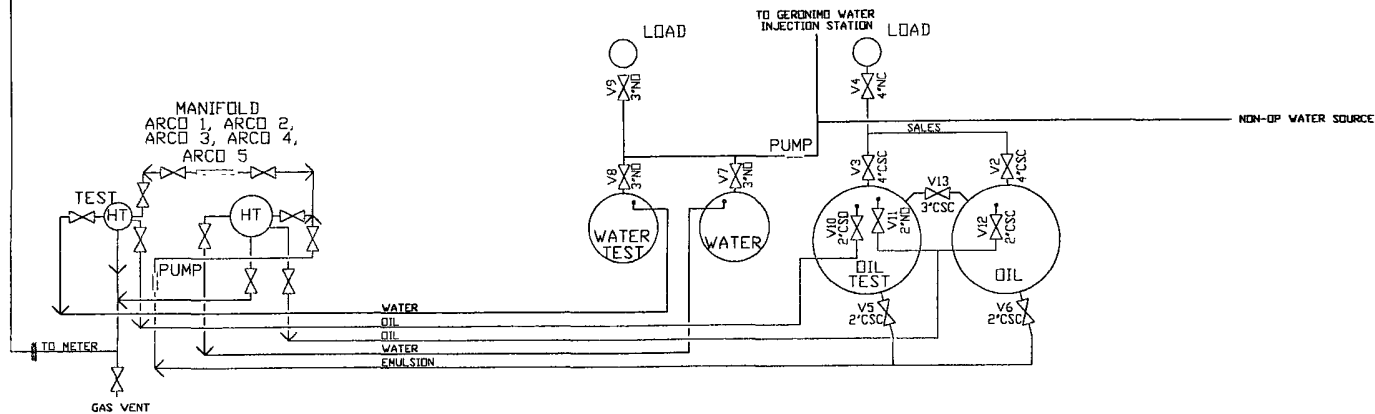 TO GERONIMO WATER
INJECTION STATION
LOAD
LOAD
V9
3"NO
V4
4"NC
MANIFOLD
ARCO 1, ARCO 2,
ARCO 3, ARCO 4,
ARCO 5
NON-OP WATER SOURCE
SALES
PUMP
V8
3"NO
V7
3"NO
V3
4"CSC
V2
4"CSC
V13
3"CSC
TEST
HT
HT
V10
2"CSO
V11
2"NO
V12
2"CSC
WATER
TEST
WATER
OIL
TEST
OIL
PUMP
V5
2"CSC
V6
2"CSC
WATER
OIL
OIL
WATER
TO METER
EMULSION
GAS VENT